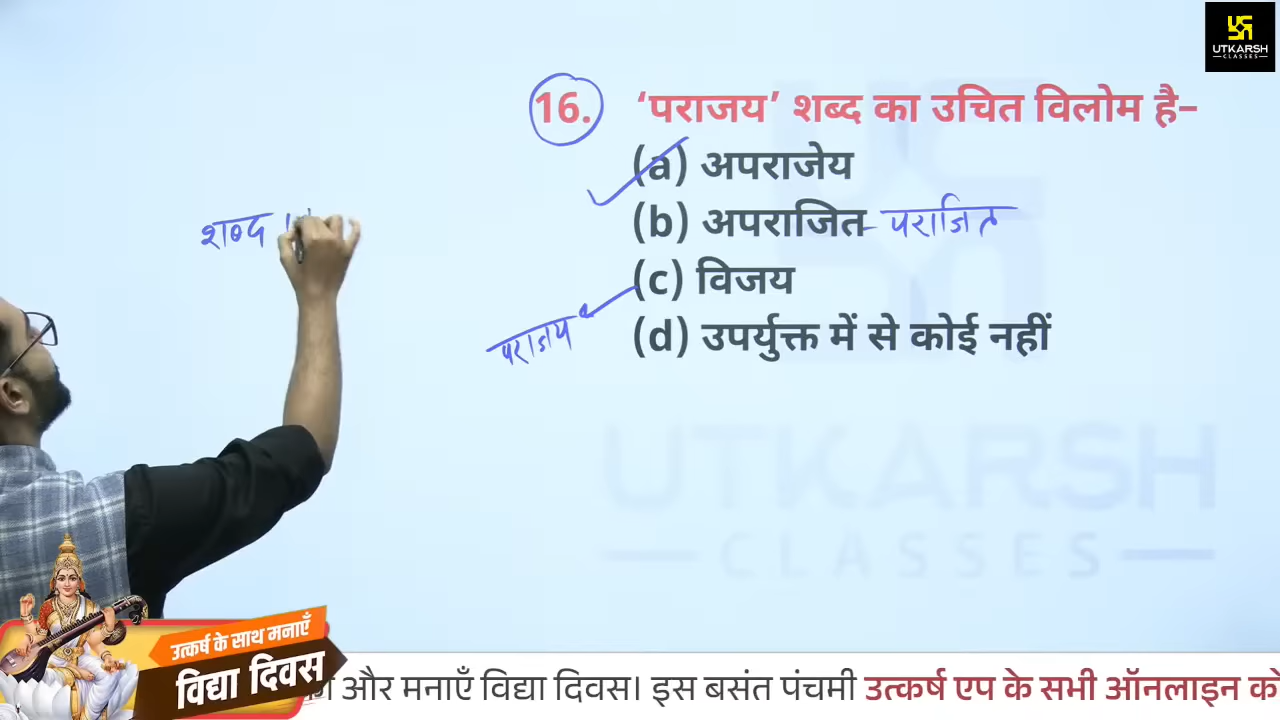 UTKARSH
CLASSES
16. ‘पराजय’ शब्द का उचित विलोम है–
(a) अपराजेय
(b) अपराजित - पराजित
(c) विजय
पराजय
(d) उपर्युक्त में से कोई नहीं
शब्द
UTKARSH
CLASSES
उत्कर्ष के साथ मनाएँ
विद्या दिवस
और मनाएँ विद्या दिवस। इस बसंत पंचमी उत्कर्ष एप के सभी ऑनलाइन को